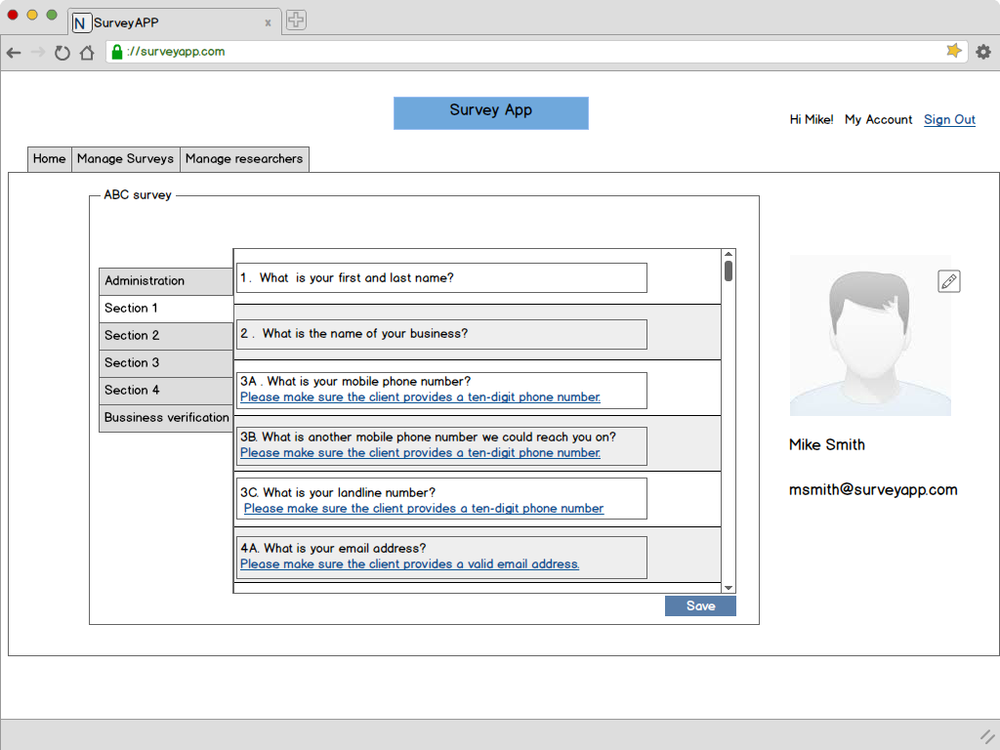 N SurveyAPP x
://surveyapp.com
Survey App
Hi Mike! My Account Sign Out
Home Manage Surveys Manage researchers
ABC survey
Administration
Section 1
Section 2
Section 3
Section 4
Bussiness verification
1. What is your first and last name?
2 . What is the name of your business?
3A . What is your mobile phone number?
Please make sure the client provides a ten-digit phone number.
3B. What is another mobile phone number we could reach you on?
Please make sure the client provides a ten-digit phone number.
3C. What is your landline number?
Please make sure the client provides a ten-digit phone number
4A. What is your email address?
Please make sure the client provides a valid email address.
Save
Mike Smith
msmith@surveyapp.com